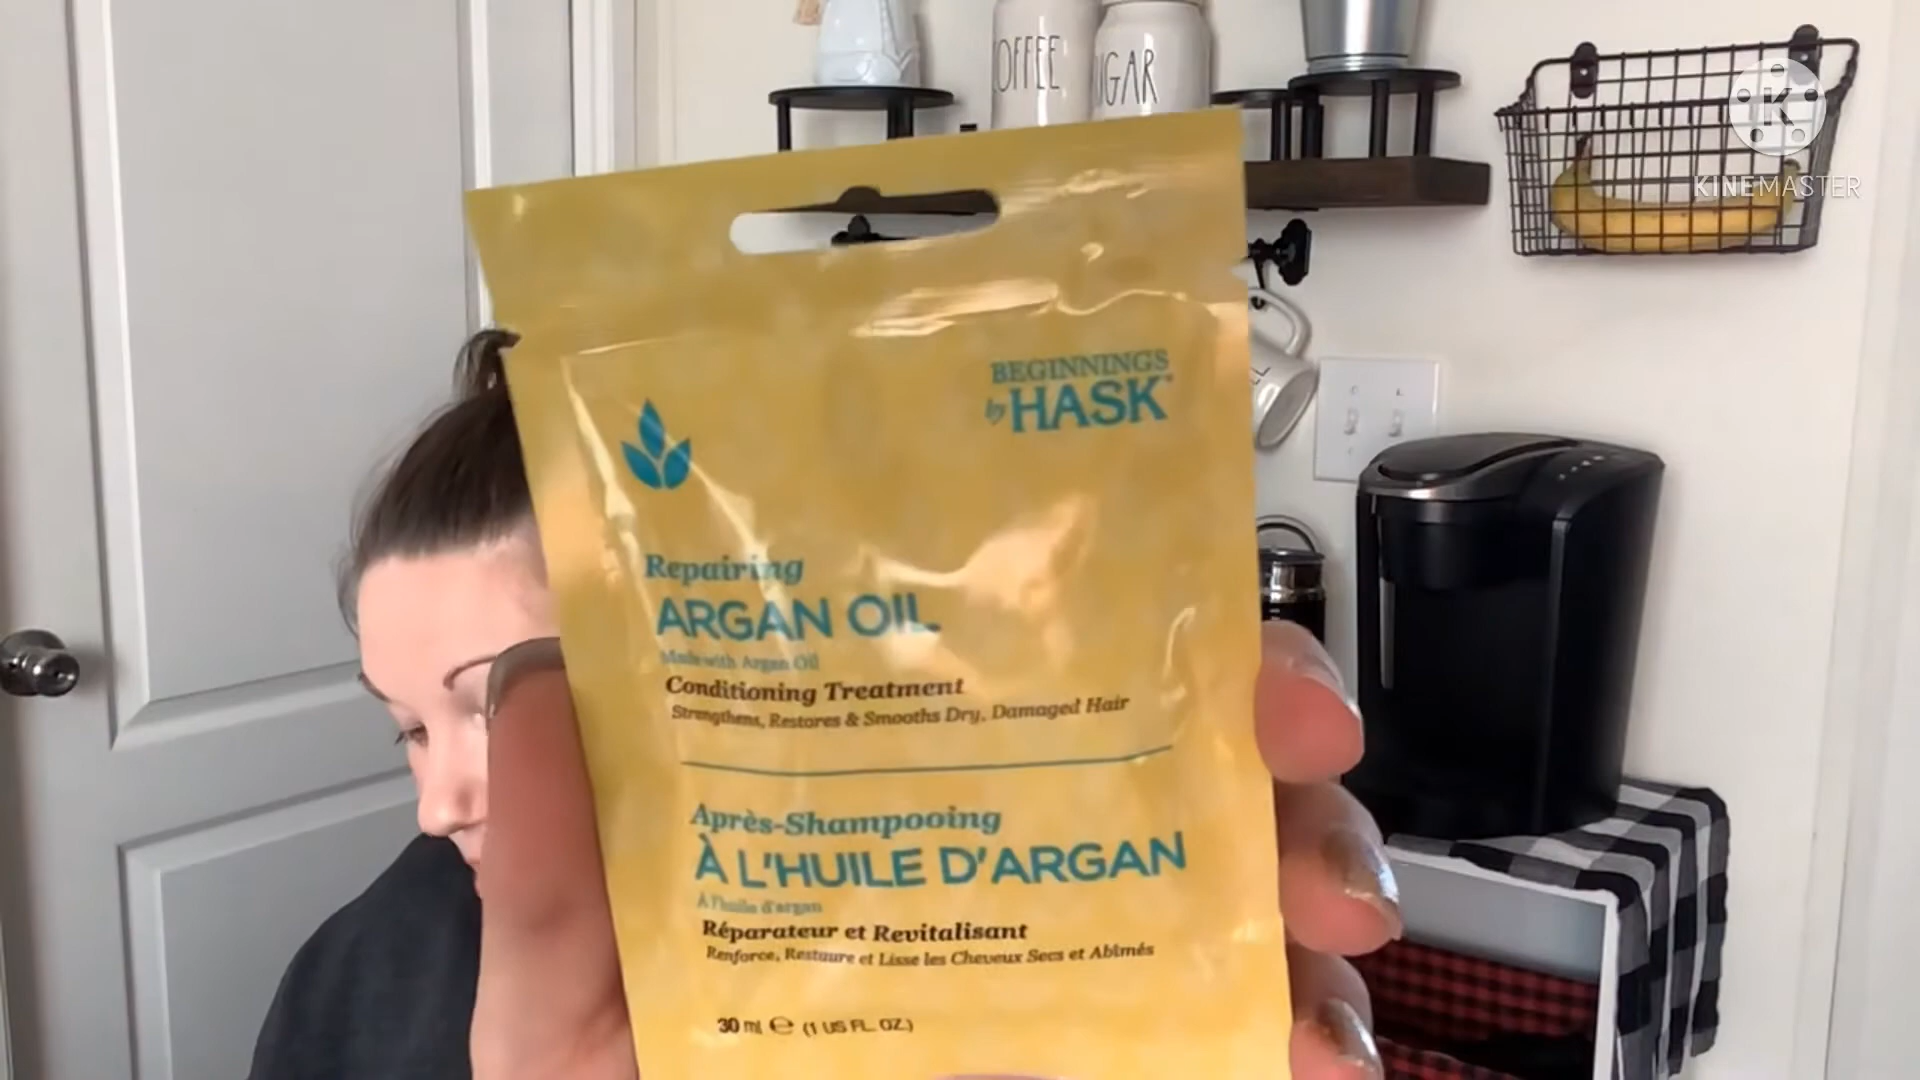 OFFEE
UGAR
KINEMASTER
BEGINNINGS
by HASK
Repairing
ARGAN OIL
Made with Argan Oil
Conditioning Treatment
Strengthens, Restores & Smooths Dry, Damaged Hair
Après-Shampooing
À L'HUILE D'ARGAN
À l'huile d'argan
Réparateur et Revitalisant
Renforce, Restaure et Lisse les Cheveux Secs et Abîmés
30 ml ℮ (1 US FL. OZ.)